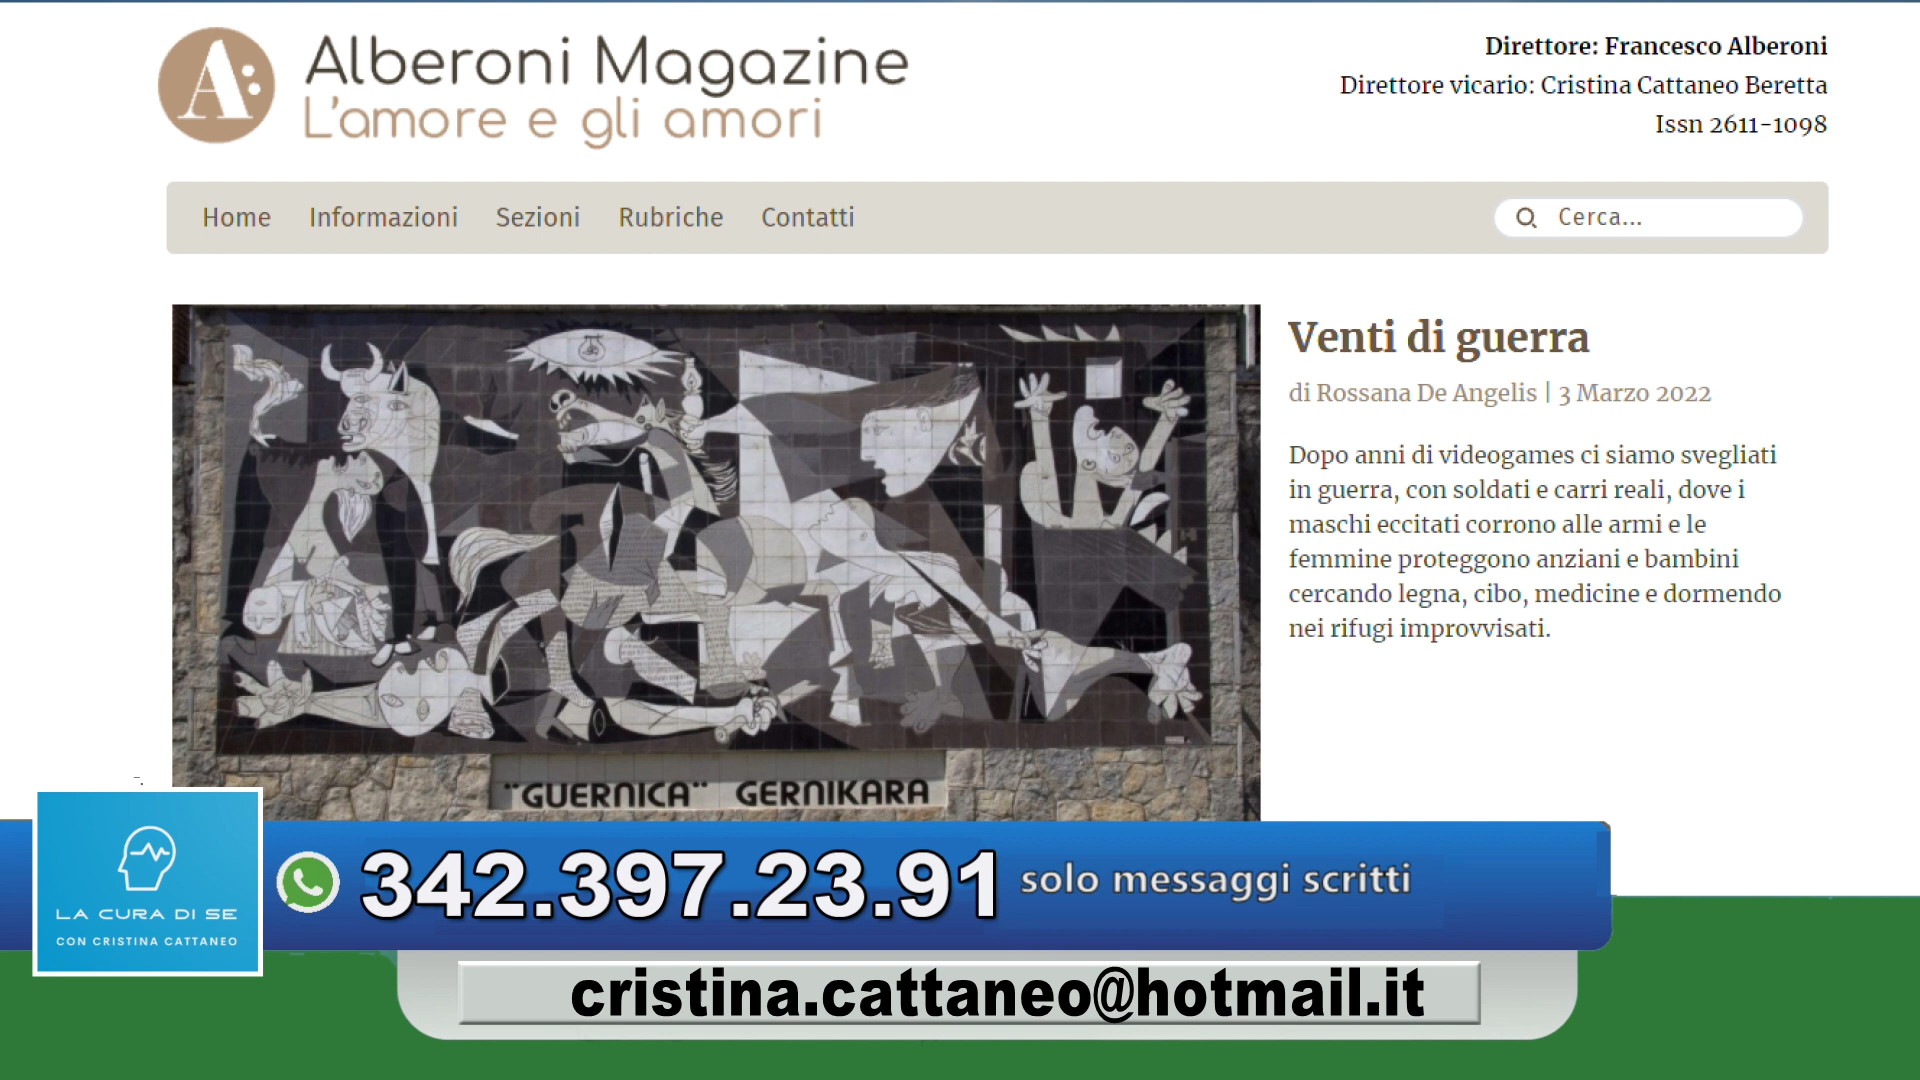 A:
Alberoni Magazine
L'amore e gli amori
Direttore: Francesco Alberoni
Direttore vicario: Cristina Cattaneo Beretta
Issn 2611-1098
Home Informazioni Sezioni Rubriche Contatti
Cerca...
Venti di guerra
di Rossana De Angelis | 3 Marzo 2022
Dopo anni di videogames ci siamo svegliati
in guerra, con soldati e carri reali, dove i
maschi eccitati corrono alle armi e le
femmine proteggono anziani e bambini
cercando legna, cibo, medicine e dormendo
nei rifugi improvvisati.
"GUERNICA" GERNIKARA
LA CURA DI SE
CON CRISTINA CATTANEO
342.397.23.91 solo messaggi scritti
cristina.cattaneo@hotmail.it